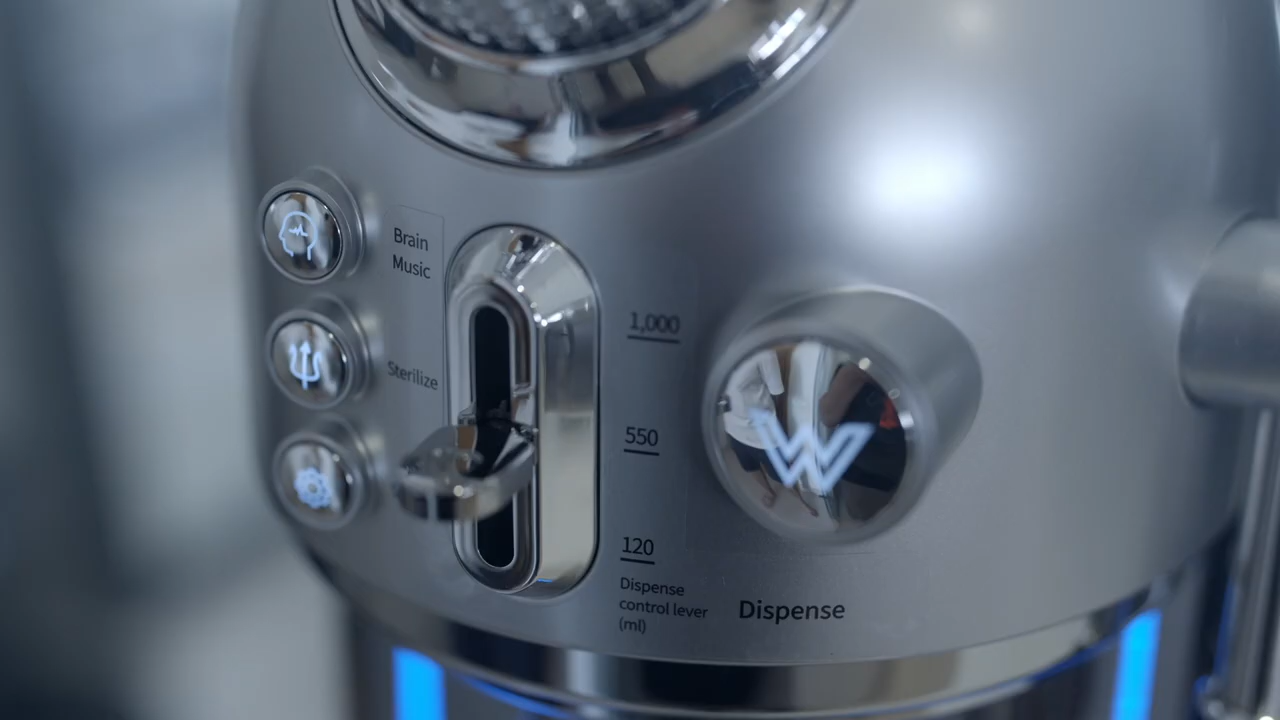 Brain
Music
Sterilize
1,000
550
120
Dispense
control lever
(ml)
W
Dispense